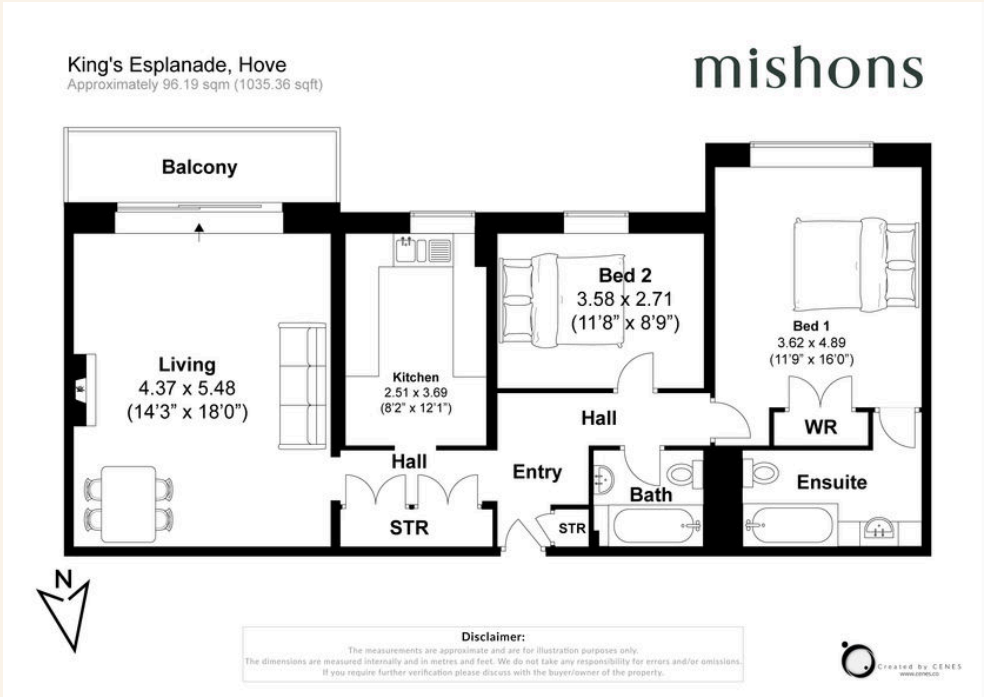 King's Esplanade, Hove
Approximately 96.19 sqm (1035.36 sqft)
mishons
Balcony
Living
4.37 x 5.48
(14'3" x 18'0")
Kitchen
2.51 x 3.69
(8'2" x 12'1")
Bed 2
3.58 x 2.71
(11'8" x 8'9")
Bed 1
3.62 x 4.89
(11'9" x 16'0")
Hall
WR
Hall
Entry
Bath
Ensuite
STR
STR
N
Disclaimer:
The measurements are approximate and are for illustration purposes only.
The dimensions are measured internally and in metres and feet. We do not take any responsibility for errors and/or omissions.
If you require further verification please discuss with the buyer/owner of the property.
Created by CENES
www.cenes.co